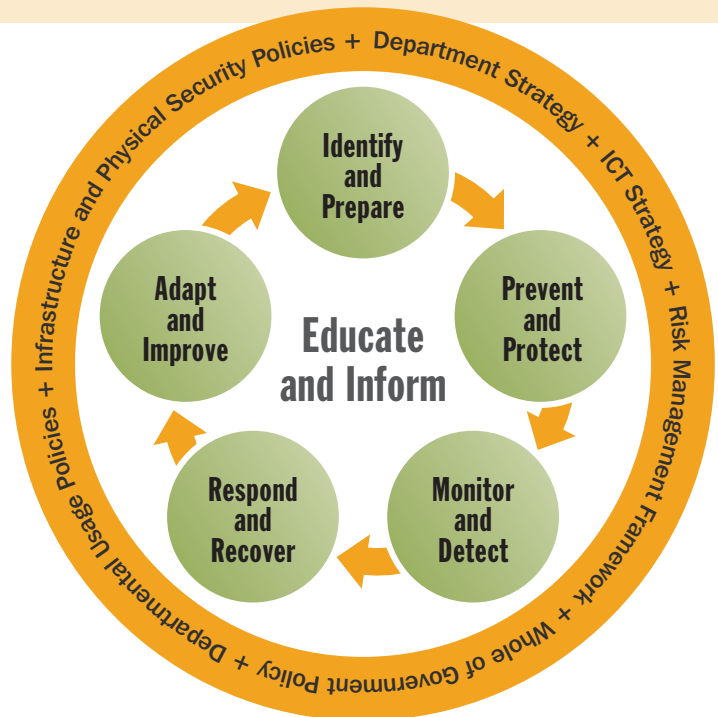 Infrastructure and Physical Security Policies + Department Strategy + ICT Strategy + Risk Management Framework + Whole of Government Policy + Departmental Usage Policies +
Identify
and
Prepare
Prevent
and
Protect
Monitor
and
Detect
Respond
and
Recover
Adapt
and
Improve
Educate
and Inform